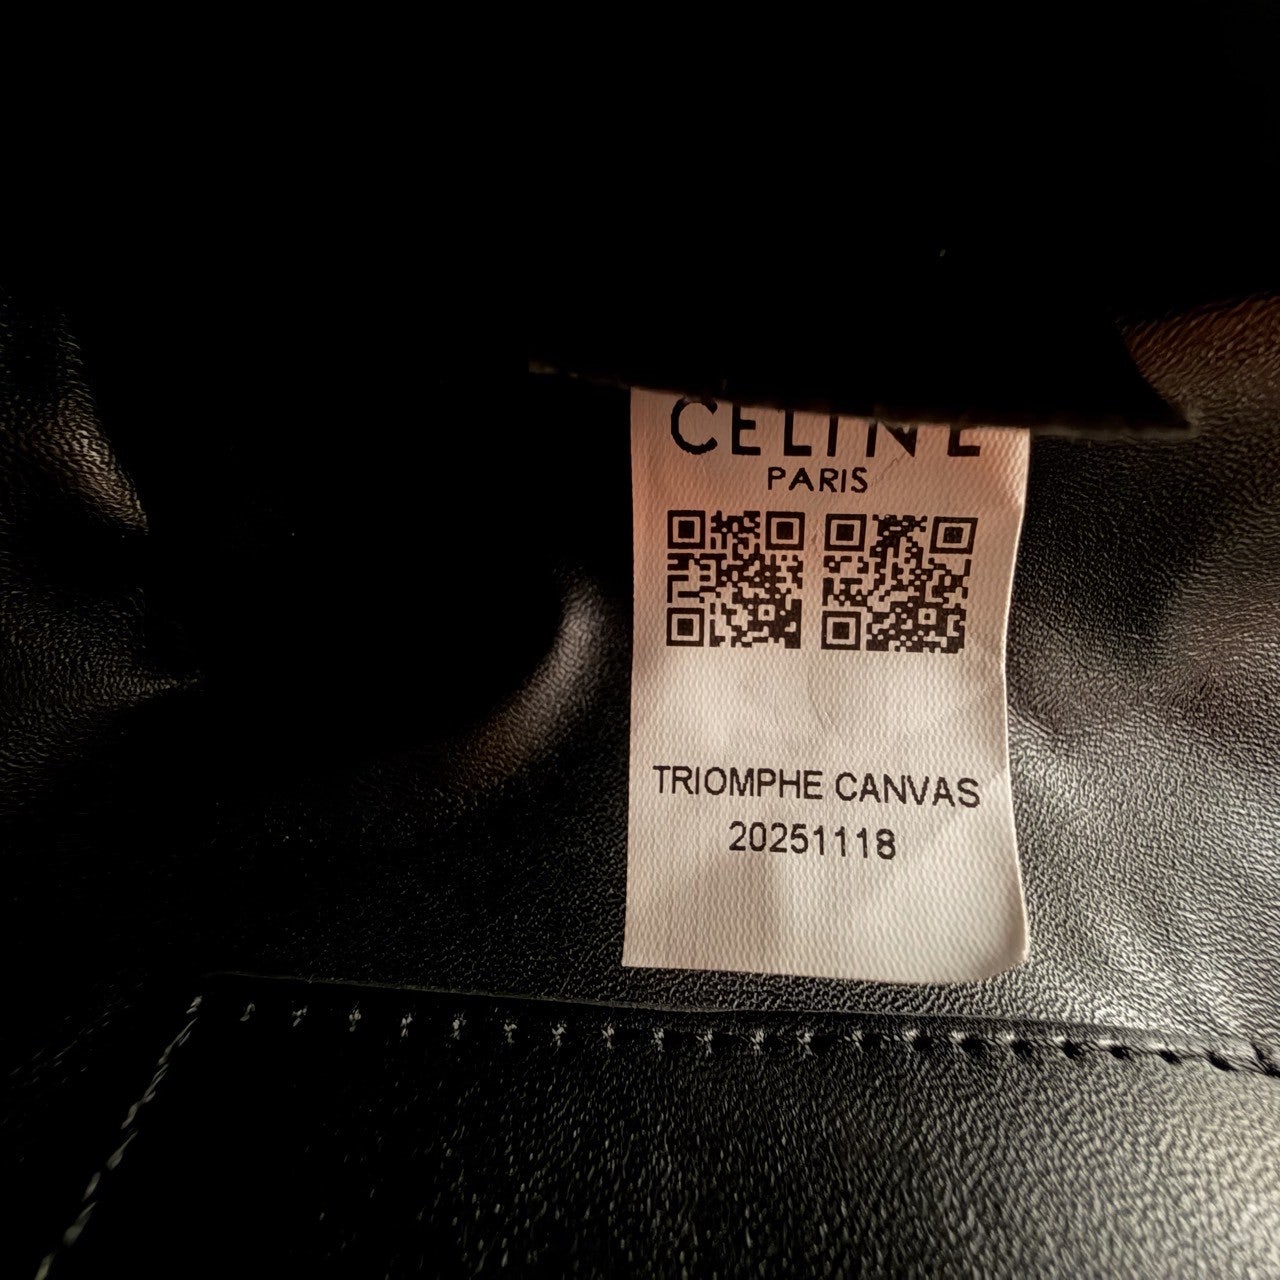 CELINE
PARIS
TRIOMPHE CANVAS
20251118